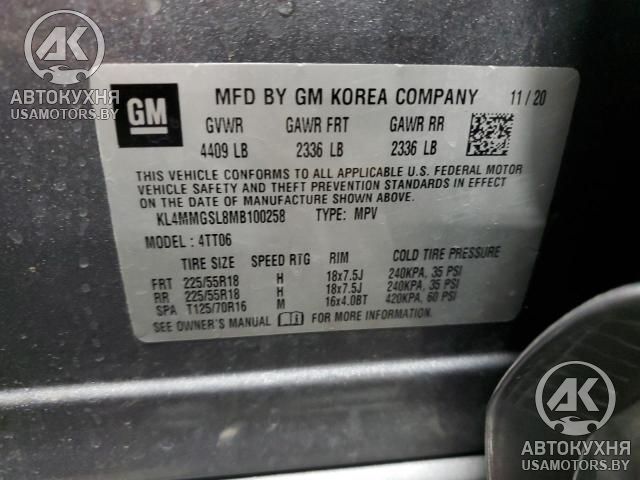 АК
АВТОКУХНЯ
USAMOTORS.BY
GM
MFD BY GM KOREA COMPANY 11/20
GVWR GAWR FRT GAWR RR
4409 LB 2336 LB 2336 LB
THIS VEHICLE CONFORMS TO ALL APPLICABLE U.S. FEDERAL MOTOR
VEHICLE SAFETY AND THEFT PREVENTION STANDARDS IN EFFECT
ON THE DATE OF MANUFACTURE SHOWN ABOVE.
KL4MMGSL8MB100258 TYPE: MPV
MODEL: 4TT06
TIRE SIZE SPEED RTG RIM COLD TIRE PRESSURE
FRT 225/55R18 H 18x7.5J 240KPA, 35 PSI
RR 225/55R18 H 18x7.5J 240KPA, 35 PSI
SPA T125/70R16 M 16x4.0BT 420KPA, 60 PSI
SEE OWNER'S MANUAL FOR MORE INFORMATION.
АК
АВТОКУХНЯ
USAMOTORS.BY